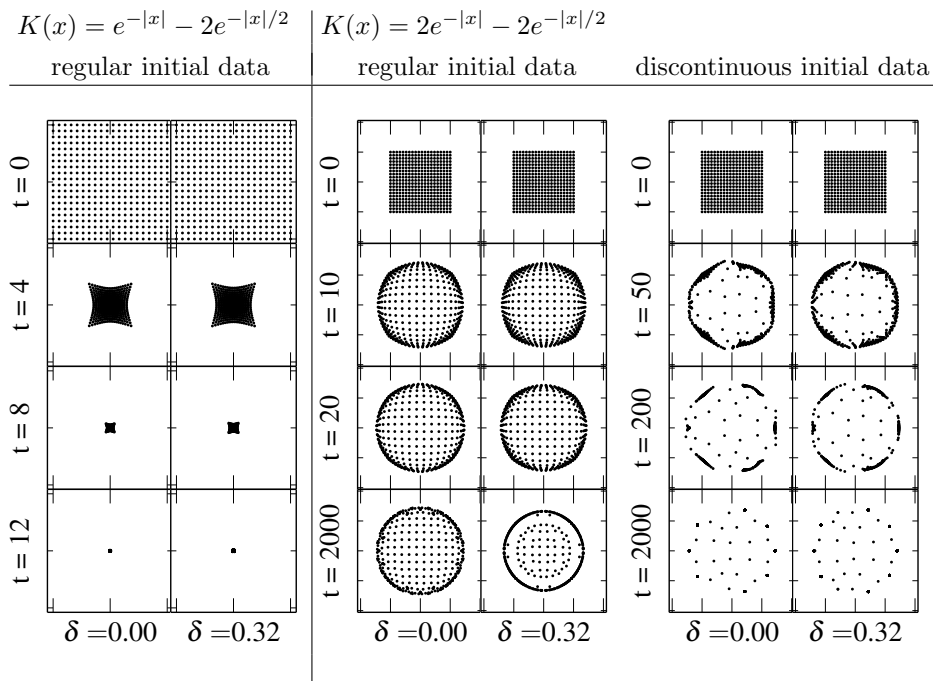 K(x) = e^{-|x|} − 2e^{-|x|/2}
K(x) = 2e^{-|x|} − 2e^{-|x|/2}
regular initial data
regular initial data
discontinuous initial data
t = 0
t = 4
t = 8
t = 12
δ =0.00
δ =0.32
t = 0
t = 10
t = 20
t = 2000
δ =0.00
δ =0.32
t = 0
t = 50
t = 200
t = 2000
δ =0.00
δ =0.32